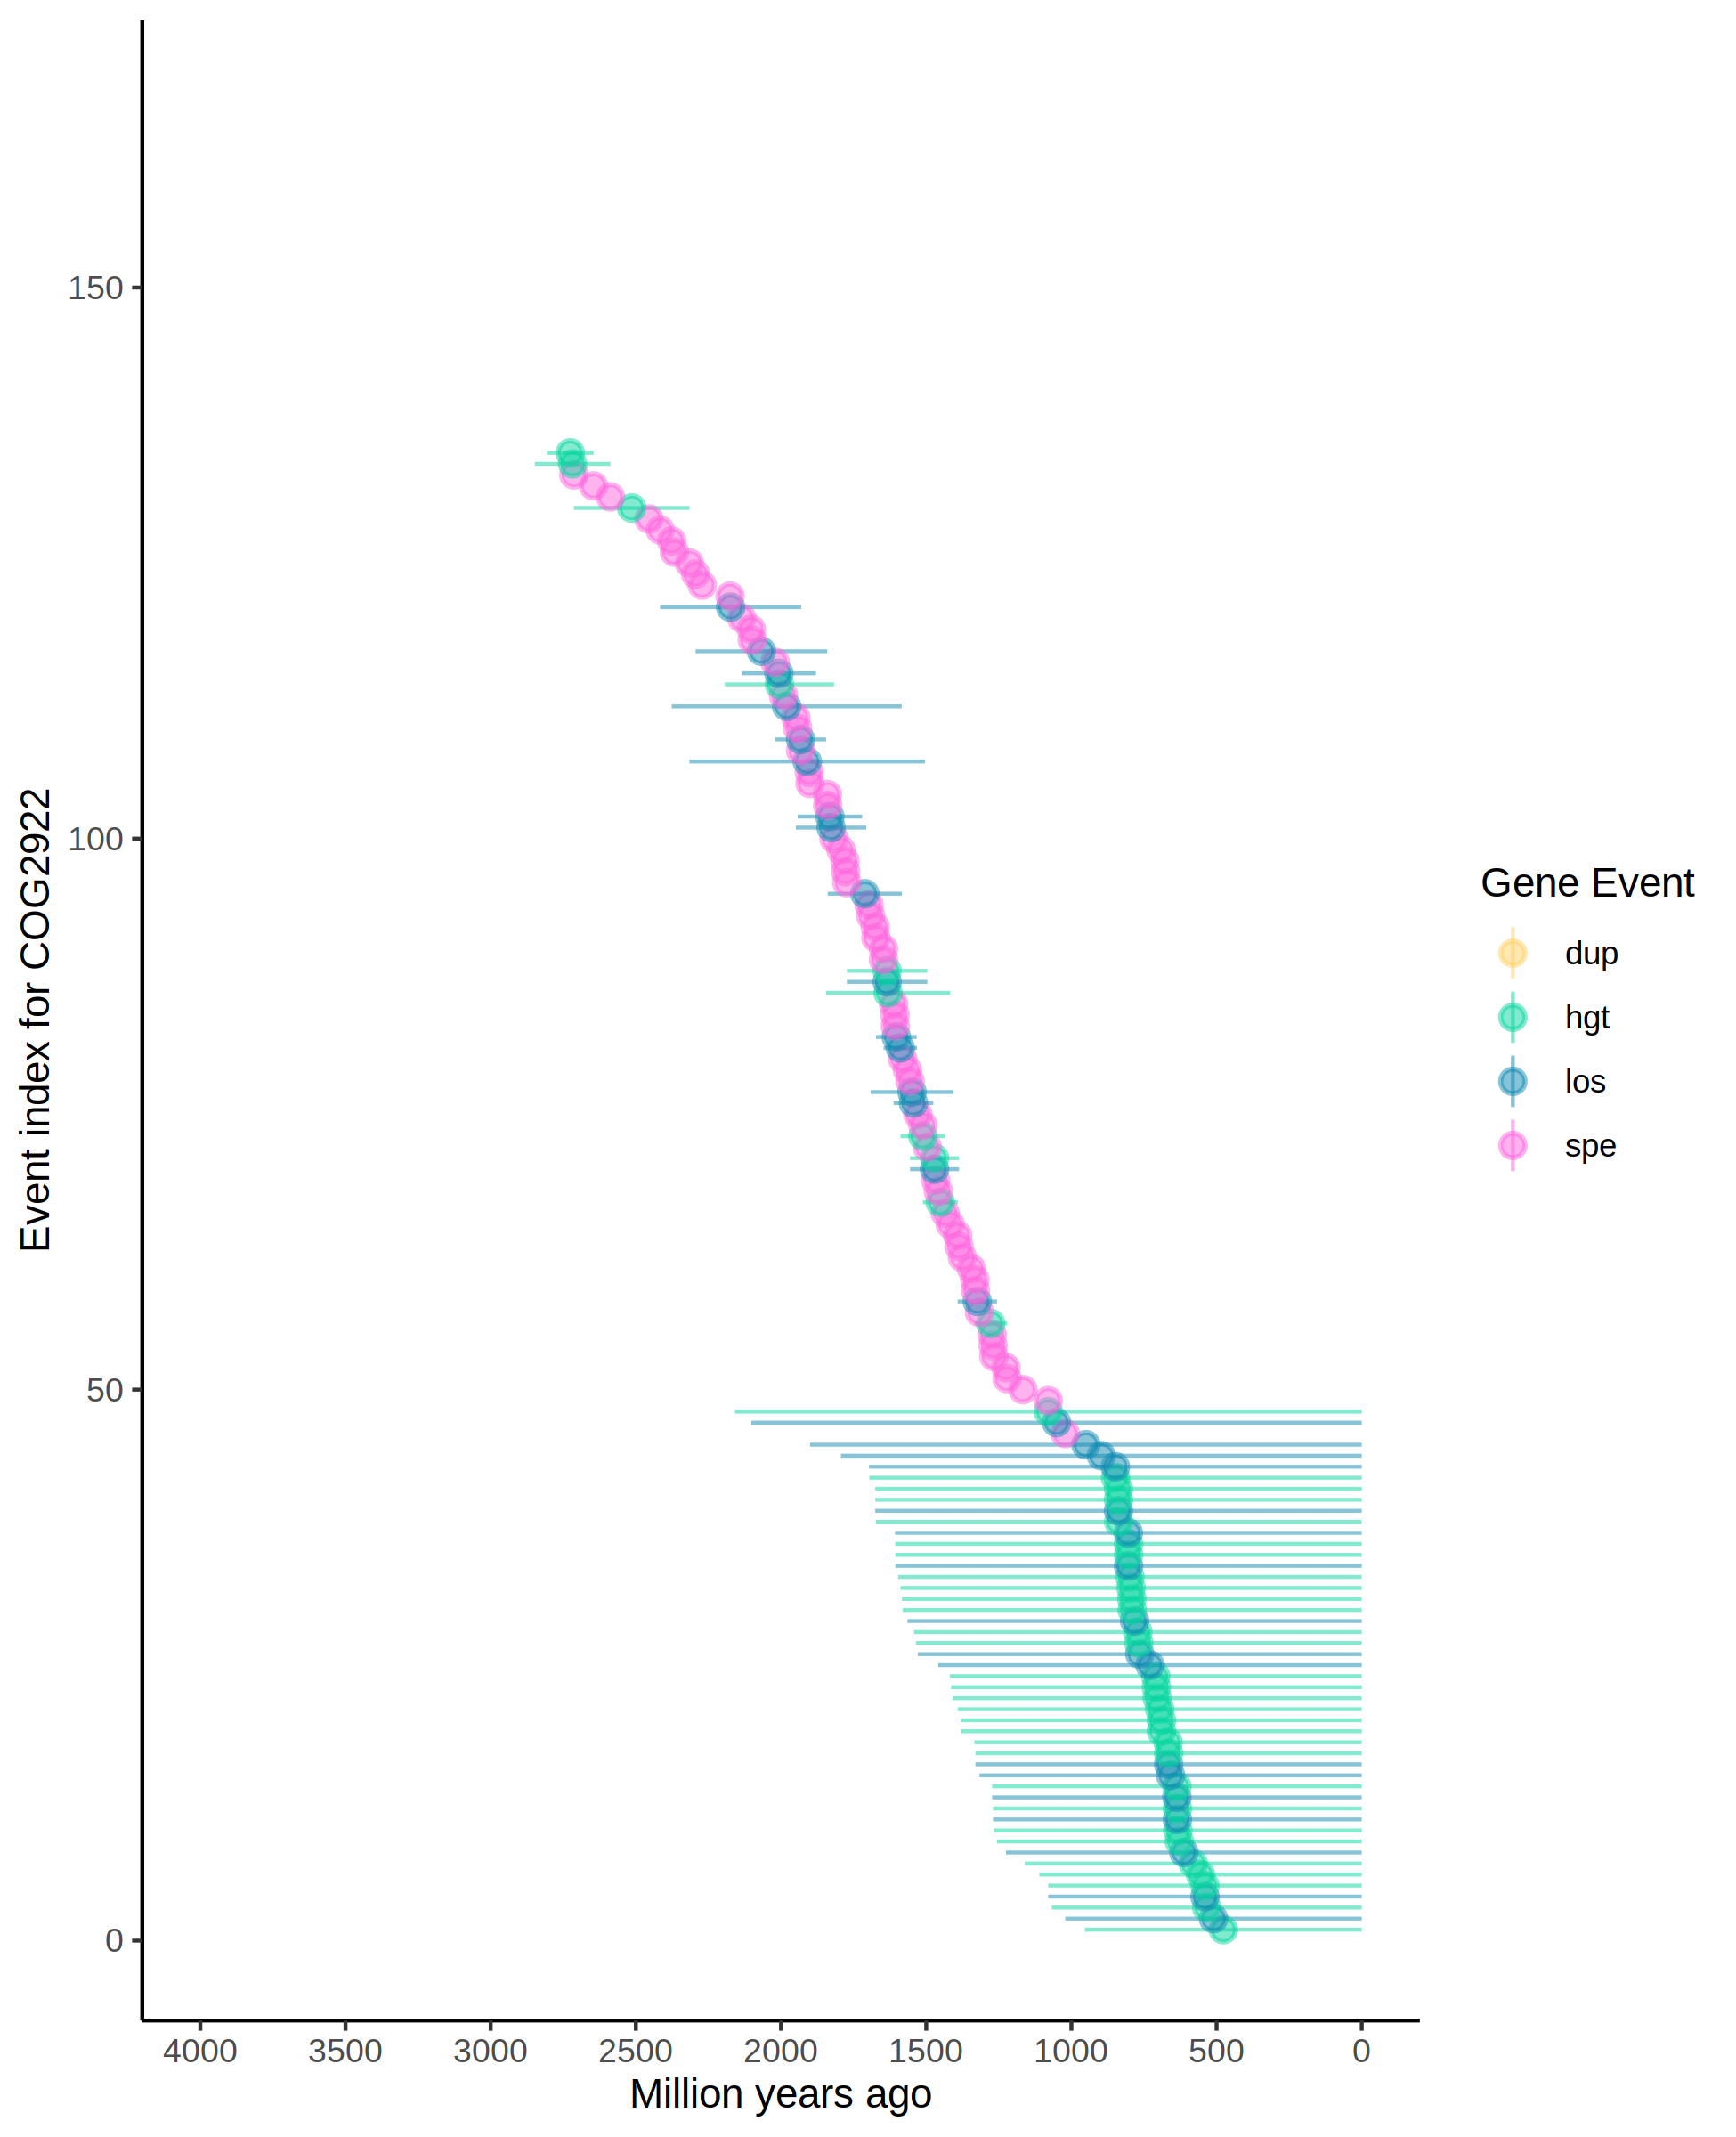 Event index for COG2922
150
100
50
0
4000 3500 3000 2500 2000 1500 1000 500 0
Million years ago
Gene Event
dup
hgt
los
spe